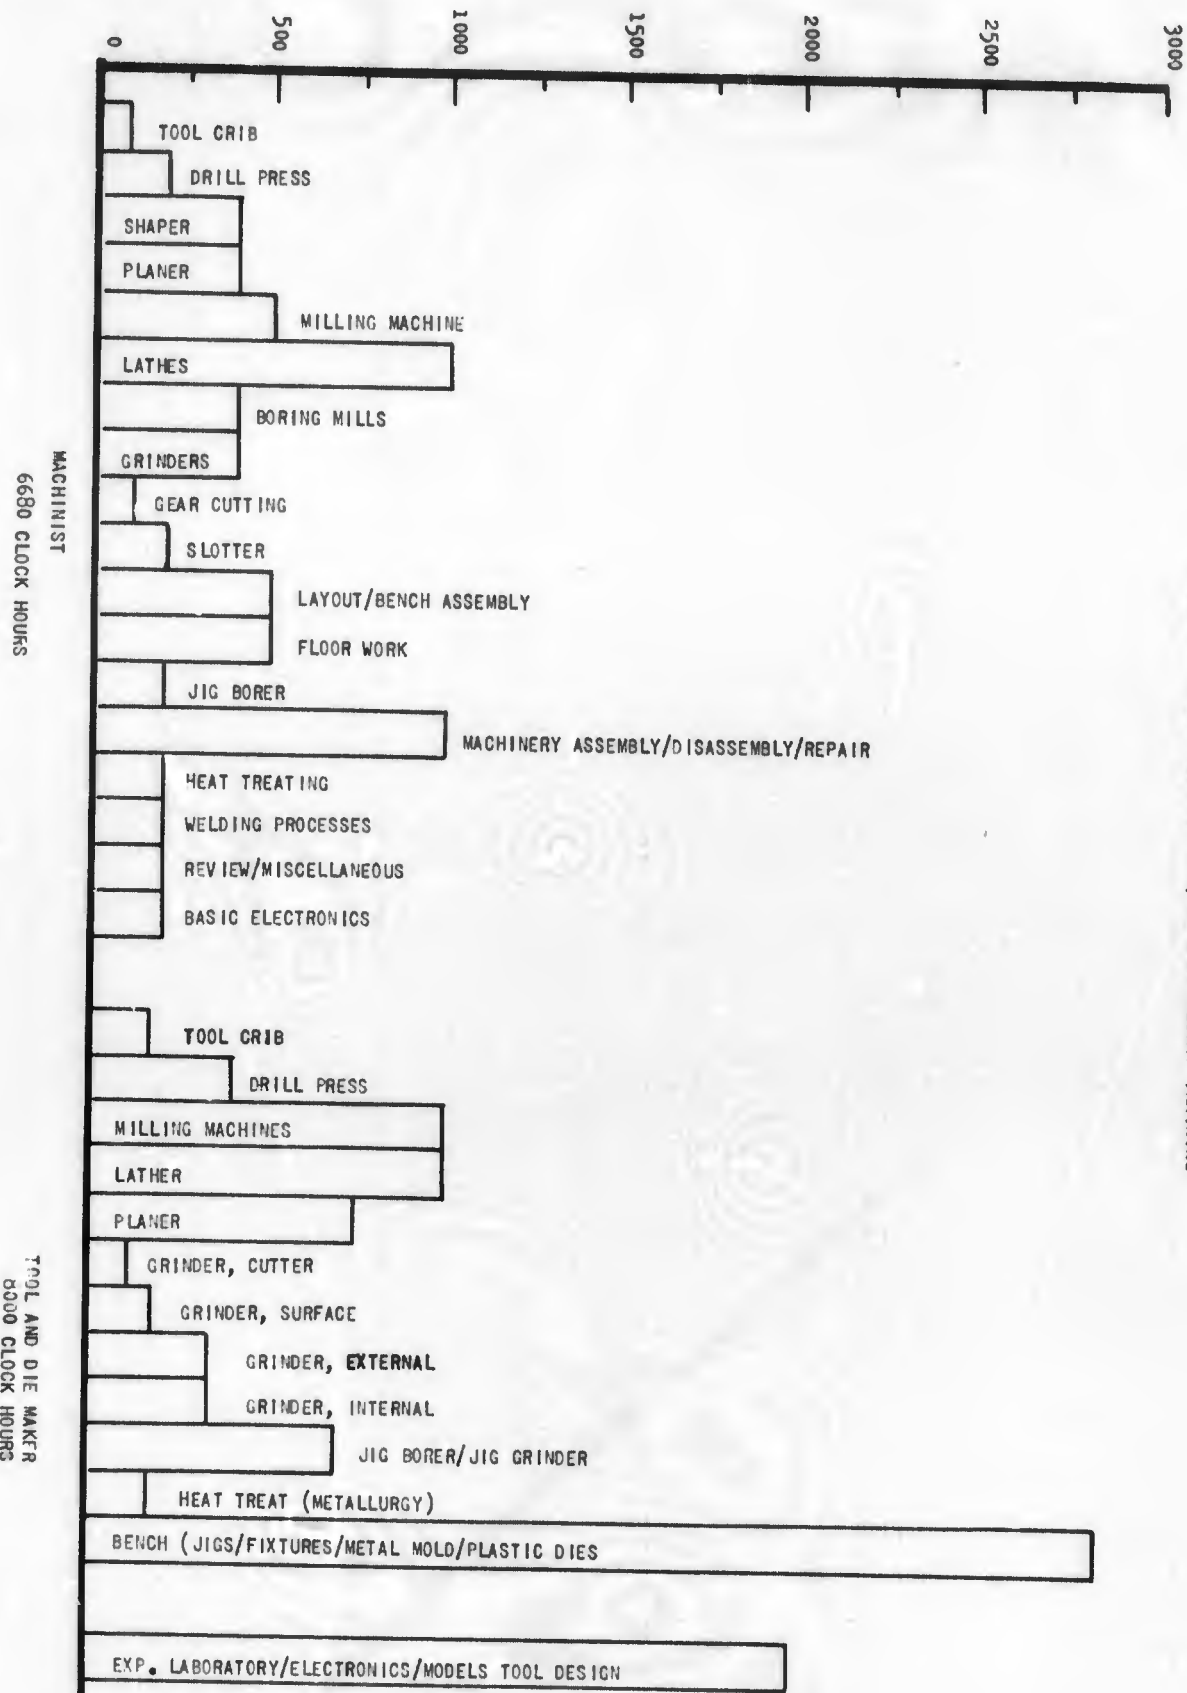 0
500
1000
1500
2000
2500
3000
TOOL CRIB
DRILL PRESS
SHAPER
PLANER
MILLING MACHINE
LATHES
BORING MILLS
GRINDERS
GEAR CUTTING
SLOTTER
LAYOUT/BENCH ASSEMBLY
FLOOR WORK
JIG BORER
MACHINERY ASSEMBLY/DISASSEMBLY/REPAIR
HEAT TREATING
WELDING PROCESSES
REVIEW/MISCELLANEOUS
BASIC ELECTRONICS
MACHINIST
6680 CLOCK HOURS
TOOL CRIB
DRILL PRESS
MILLING MACHINES
LATHER
PLANER
GRINDER, CUTTER
GRINDER, SURFACE
GRINDER, EXTERNAL
GRINDER, INTERNAL
JIG BORER/JIG GRINDER
HEAT TREAT (METALLURGY)
BENCH (JIGS/FIXTURES/METAL MOLD/PLASTIC DIES
EXP. LABORATORY/ELECTRONICS/MODELS TOOL DESIGN
TOOL AND DIE MAKER
8000 CLOCK HOURS